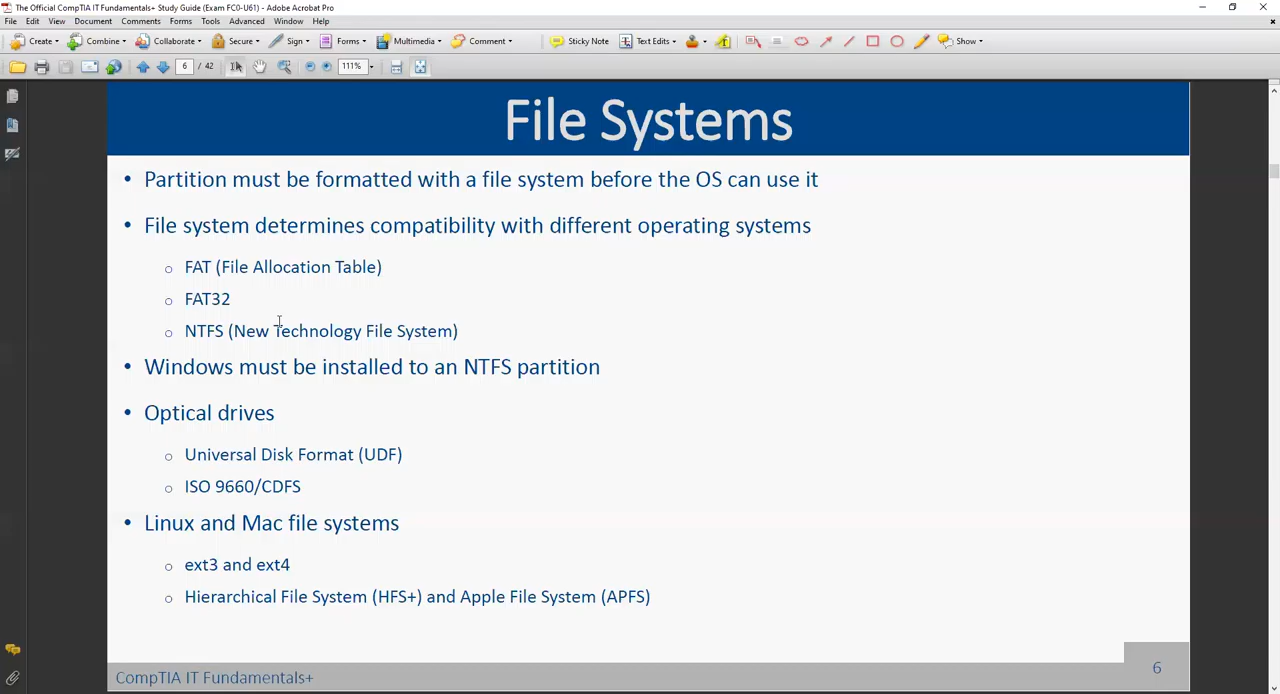 The Official CompTIA IT Fundamentals+ Study Guide (Exam FC0-U61) - Adobe Acrobat Pro
File Edit View Document Comments Forms Tools Advanced Window Help
Create Combine Collaborate Secure Sign Forms Multimedia Comment Sticky Note Text Edits Show
6 / 42 111%
File Systems
• Partition must be formatted with a file system before the OS can use it
• File system determines compatibility with different operating systems
o FAT (File Allocation Table)
o FAT32
o NTFS (New Technology File System)
• Windows must be installed to an NTFS partition
• Optical drives
o Universal Disk Format (UDF)
o ISO 9660/CDFS
• Linux and Mac file systems
o ext3 and ext4
o Hierarchical File System (HFS+) and Apple File System (APFS)
CompTIA IT Fundamentals+ 6